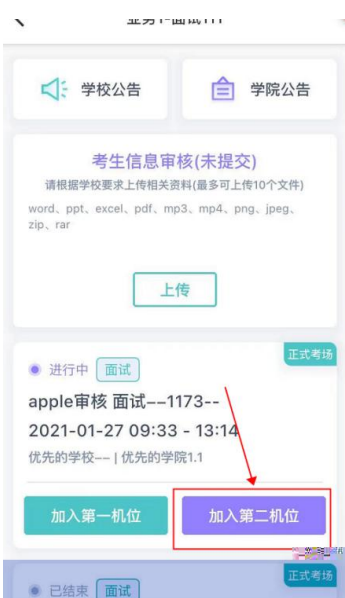 学校公告
学院公告
考生信息审核(未提交)
请根据学校要求上传相关资料(最多可上传10个文件)
word、ppt、excel、pdf、mp3、mp4、png、jpeg、
zip、rar
上传
正式考场
进行中 面试
apple审核 面试--1173--
2021-01-27 09:33 - 13:14
优先的学校-- | 优先的学院1.1
加入第一机位
加入第二机位
正式考场
已结束 面试